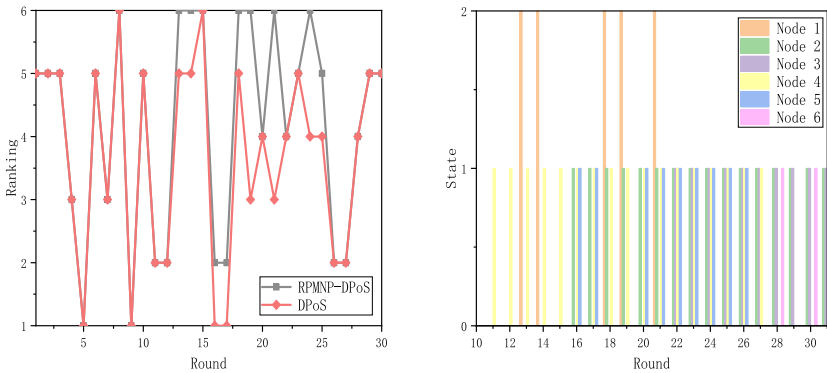 6
5
4
3
2
1
Ranking
5
10
15
20
25
30
Round
RPMNP-DPoS
DPoS
2
1
0
State
10
12
14
16
18
20
22
24
26
28
30
Round
Node 1
Node 2
Node 3
Node 4
Node 5
Node 6